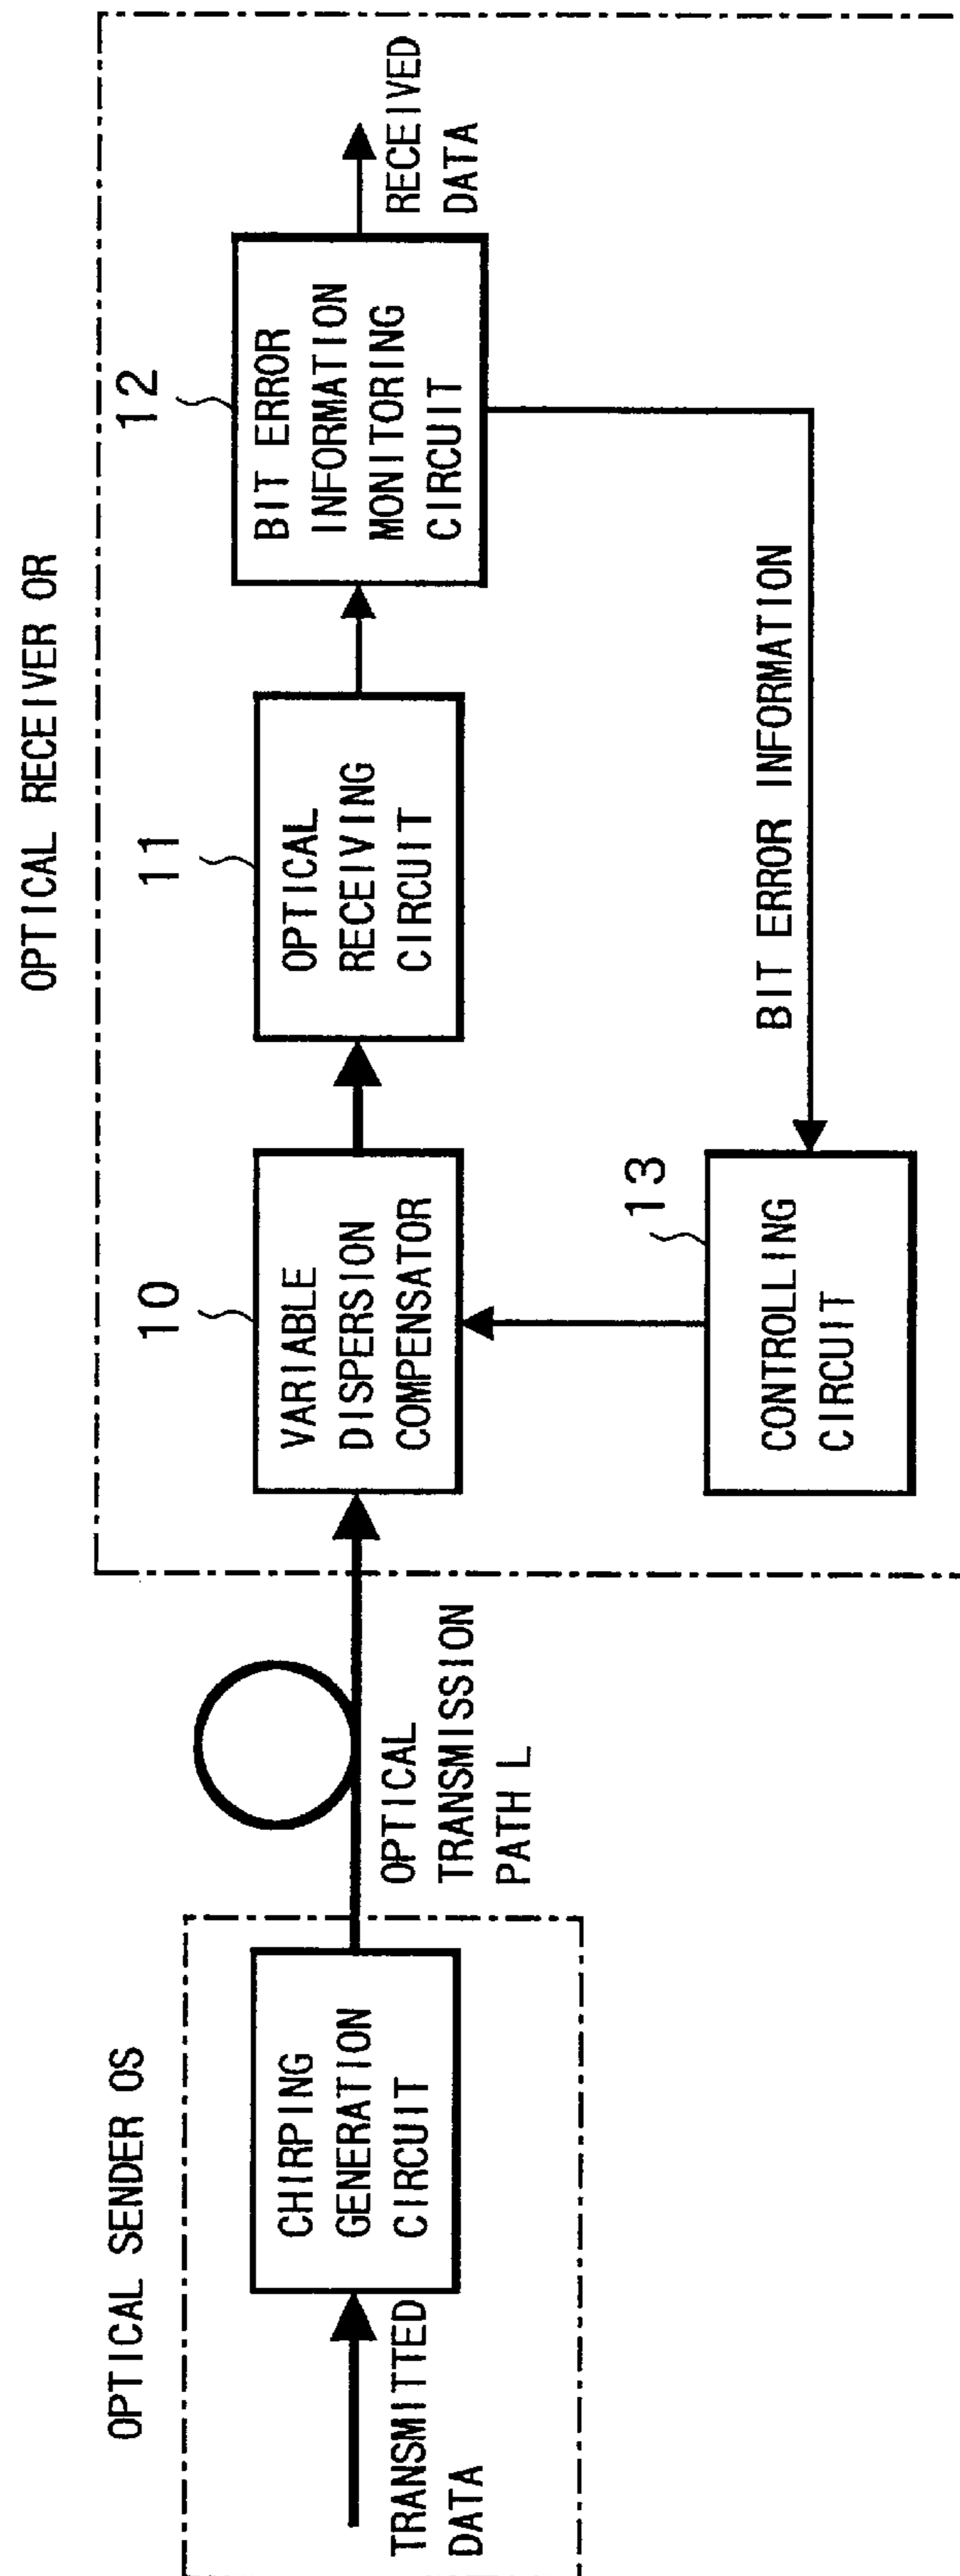 OPTICAL SENDER OS
TRANSMITTED
DATA
CHIRPING
GENERATION
CIRCUIT
OPTICAL
TRANSMISSION
PATH L
OPTICAL RECEIVER OR
10
VARIABLE
DISPERSION
COMPENSATOR
11
OPTICAL
RECEIVING
CIRCUIT
12
BIT ERROR
INFORMATION
MONITORING
CIRCUIT
RECEIVED
DATA
13
CONTROLLING
CIRCUIT
BIT ERROR INFORMATION